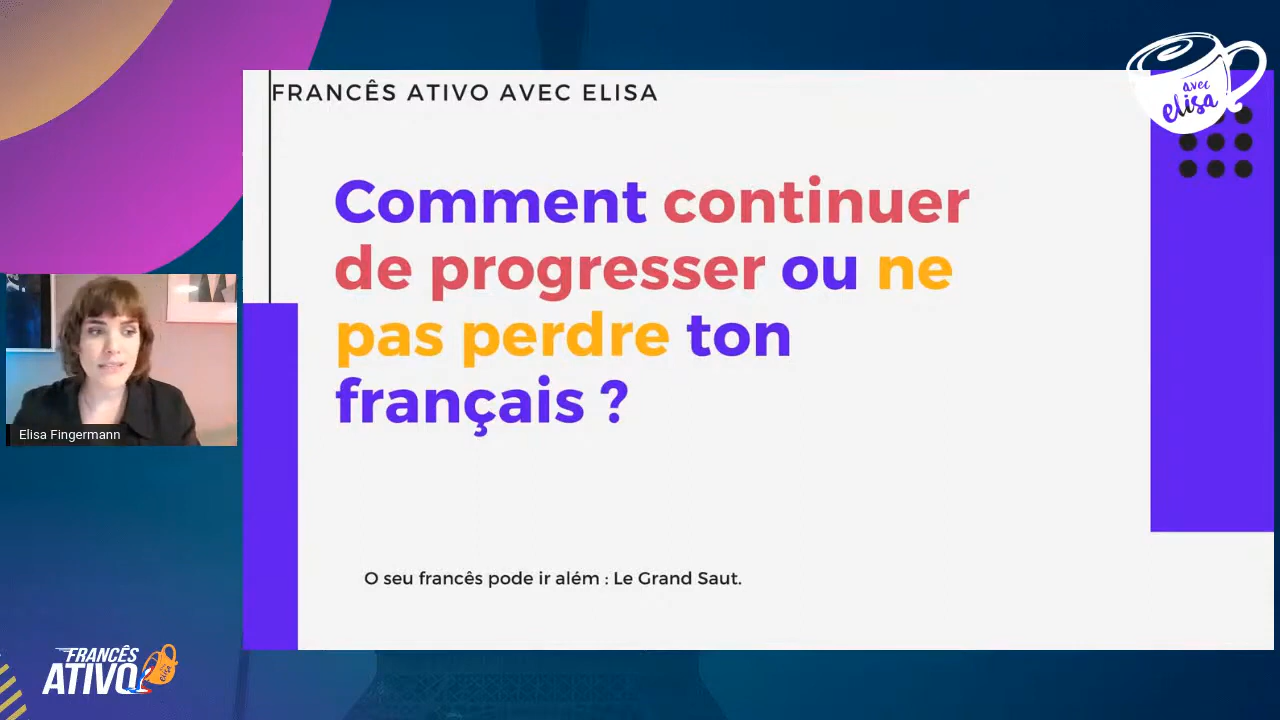 FRANCÊS ATIVO AVEC ELISA
avec
elisa
Comment continuer
de progresser ou ne
pas perdre ton
français ?
Elisa Fingermann
O seu francês pode ir além : Le Grand Saut.
FRANCÊS
ATIVO
elisa